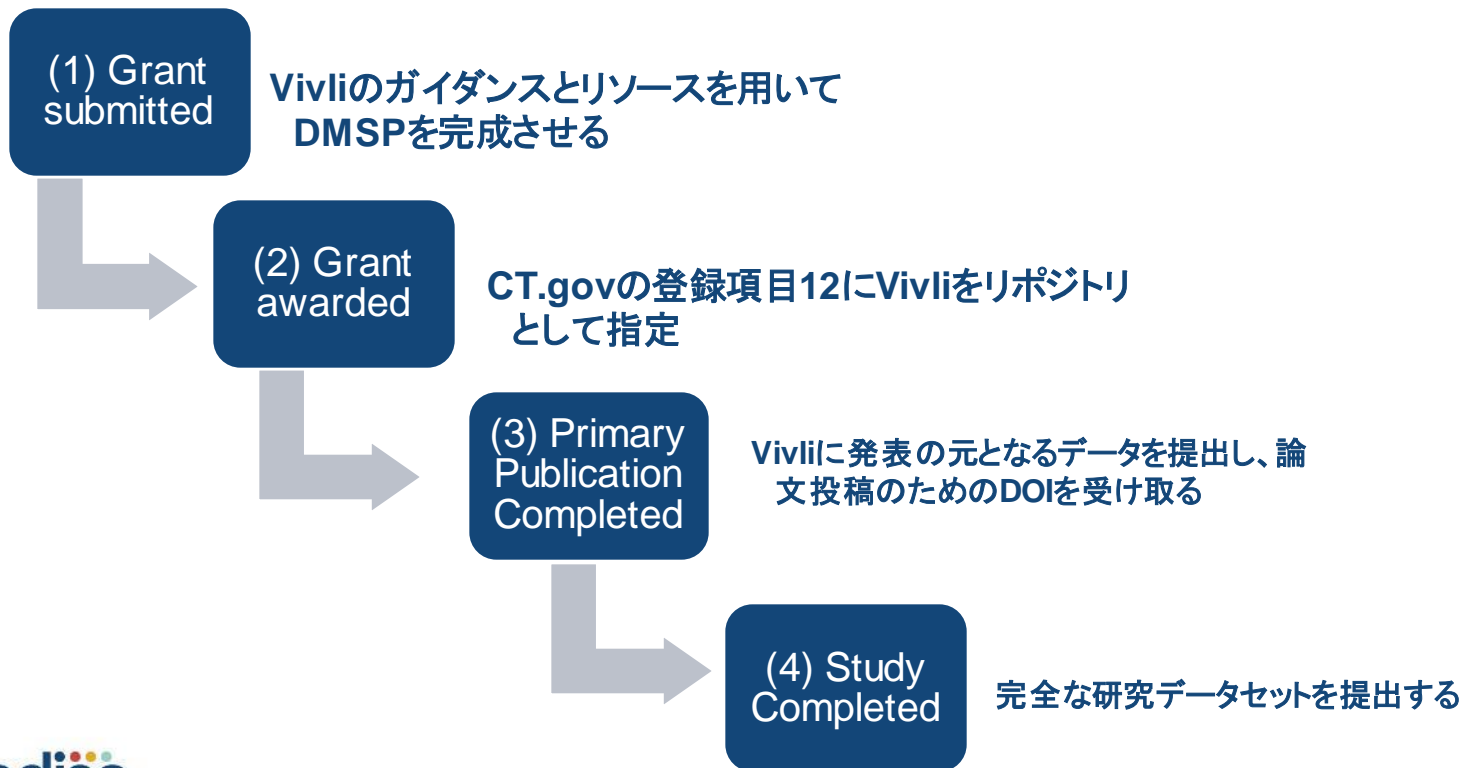 (1) Grant
submitted
Vivliのガイダンスとリソースを用いて
DMSPを完成させる
(2) Grant
awarded
CT.govの登録項目12にVivliをリポジトリ
として指定
(3) Primary
Publication
Completed
Vivliに発表の元となるデータを提出し、論
文投稿のためのDOIを受け取る
(4) Study
Completed
完全な研究データセットを提出する